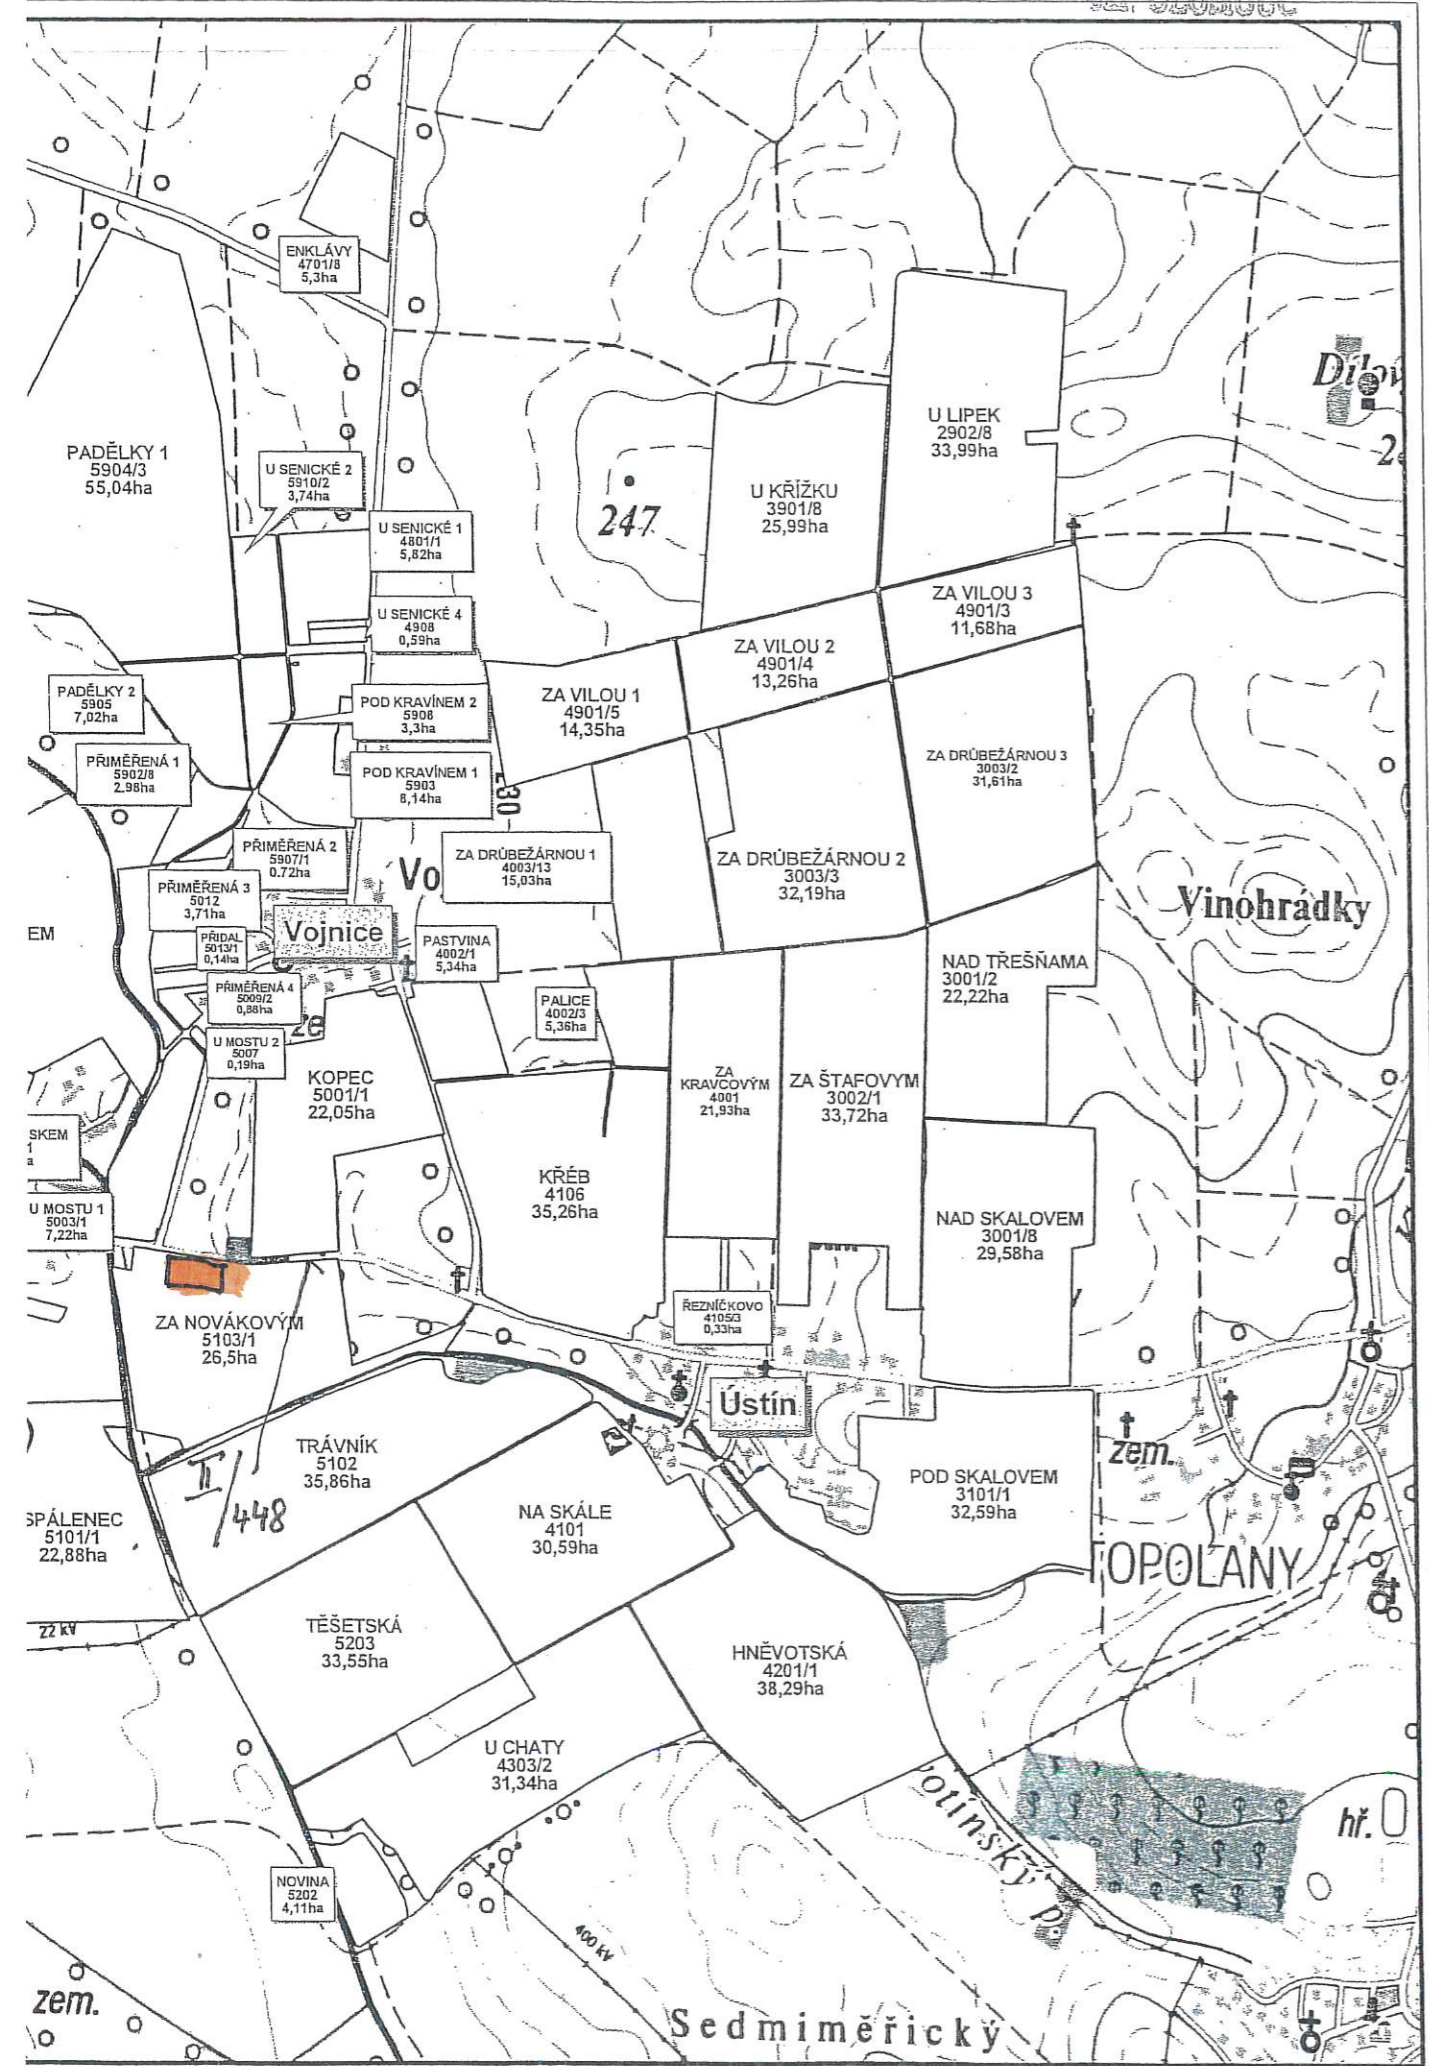 ENKLÁVY
4701/8
5,3ha
PADĚLKY 1
5904/3
55,04ha
U SENICKÉ 2
5910/2
3,74ha
U LIPEK
2902/8
33,99ha
U KŘÍŽKU
3901/8
25,99ha
247
U SENICKÉ 1
4801/1
5,82ha
U SENICKÉ 4
4908
0,59ha
ZA VILOU 3
4901/3
11,68ha
ZA VILOU 2
4901/4
13,26ha
ZA VILOU 1
4901/5
14,35ha
PADĚLKY 2
5905
7,02ha
POD KRAVÍNEM 2
5908
3,3ha
PŘIMĚŘENÁ 1
5902/8
2.98ha
POD KRAVÍNEM 1
5903
8,14ha
230
ZA DRŮBEŽÁRNOU 3
3003/2
31,61ha
PŘIMĚŘENÁ 2
5907/1
0.72ha
Vo
ZA DRŮBEŽÁRNOU 1
4003/13
15,03ha
ZA DRŮBEŽÁRNOU 2
3003/3
32,19ha
PŘIMĚŘENÁ 3
5012
3,71ha
Vinohrádky
EM
Vojnice
PŘIDAL
5013/1
0,14ha
PASTVINA
4002/1
5,34ha
NAD TŘEŠŇAMA
3001/2
22,22ha
PŘIMĚŘENÁ 4
5009/2
0,88ha
ze
PALICE
4002/3
5,36ha
U MOSTU 2
5007
0,19ha
KOPEC
5001/1
22,05ha
ZA
KRAVCOVÝM
4001
21,93ha
ZA ŠTAFOVYM
3002/1
33,72ha
SKEM
1
a
KŘÉB
4106
35,26ha
U MOSTU 1
5003/1
7,22ha
NAD SKALOVEM
3001/8
29,58ha
ŘEZNÍČKOVO
4105/3
0,33ha
ZA NOVÁKOVÝM
5103/1
26,5ha
Ústín
TRÁVNÍK
5102
35,86ha
zem.
II/448
POD SKALOVEM
3101/1
32,59ha
SPÁLENEC
5101/1
22,88ha
NA SKÁLE
4101
30,59ha
TOPOLANY
22 kV
TĚŠETSKÁ
5203
33,55ha
HNĚVOTSKÁ
4201/1
38,29ha
U CHATY
4303/2
31,34ha
votínský p.
hř.
NOVINA
5202
4,11ha
400 kV
zem.
Sedmiměřický